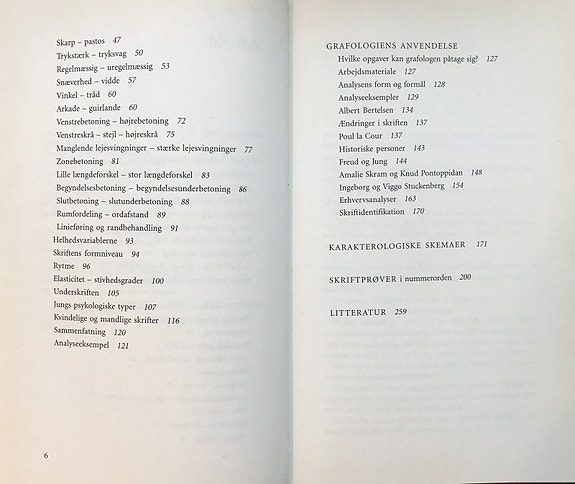 Skarp – pastos 47
Trykstærk – tryksvag 50
Regelmæssig – uregelmæssig 53
Snæverhed – vidde 57
Vinkel – tråd 60
Arkade – guirlande 60
Venstrebetoning – højrebetoning 72
Venstreskrå – stejl – højreskrå 75
Manglende lejesvingninger – stærke lejesvingninger 77
Zonebetoning 81
Lille længdeforskel – stor længdeforskel 83
Begyndelsesbetoning – begyndelsesunderbetoning 86
Slutbetoning – slutunderbetoning 88
Rumfordeling – ordafstand 89
Linieføring og randbehandling 91
Helhedsvariablerne 93
Skriftens formniveau 94
Rytme 96
Elasticitet – stivhedsgrader 100
Underskriften 105
Jungs psykologiske typer 107
Kvindelige og mandlige skrifter 116
Sammenfatning 120
Analyseeksempel 121
6
GRAFOLOGIENS ANVENDELSE
Hvilke opgaver kan grafologen påtage sig? 127
Arbejdsmateriale 127
Analysens form og formål 128
Analyseeksempler 129
Albert Bertelsen 134
Ændringer i skriften 137
Poul la Cour 137
Historiske personer 143
Freud og Jung 144
Amalie Skram og Knud Pontoppidan 148
Ingeborg og Viggo Stuckenberg 154
Erhvervsanalyser 163
Skriftidentifikation 170
KARAKTEROLOGISKE SKEMAER 171
SKRIFTPRØVER i nummerorden 200
LITTERATUR 259